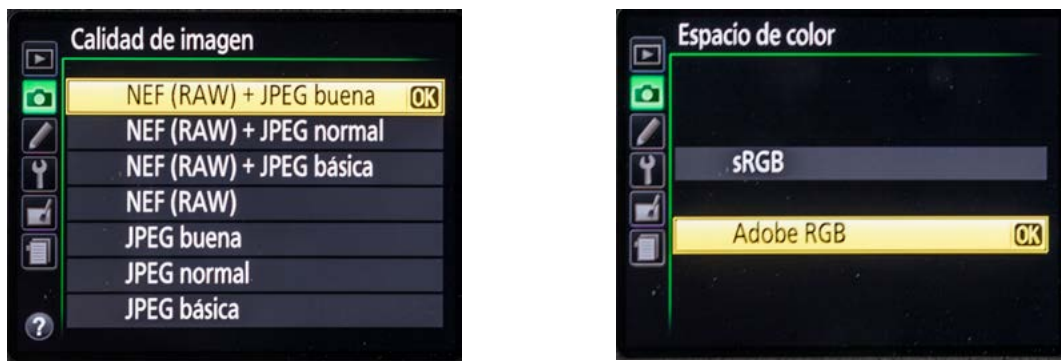 Calidad de imagen
NEF (RAW) + JPEG buena OK
NEF (RAW) + JPEG normal
NEF (RAW) + JPEG básica
NEF (RAW)
JPEG buena
JPEG normal
JPEG básica
?
Espacio de color
sRGB
Adobe RGB OK